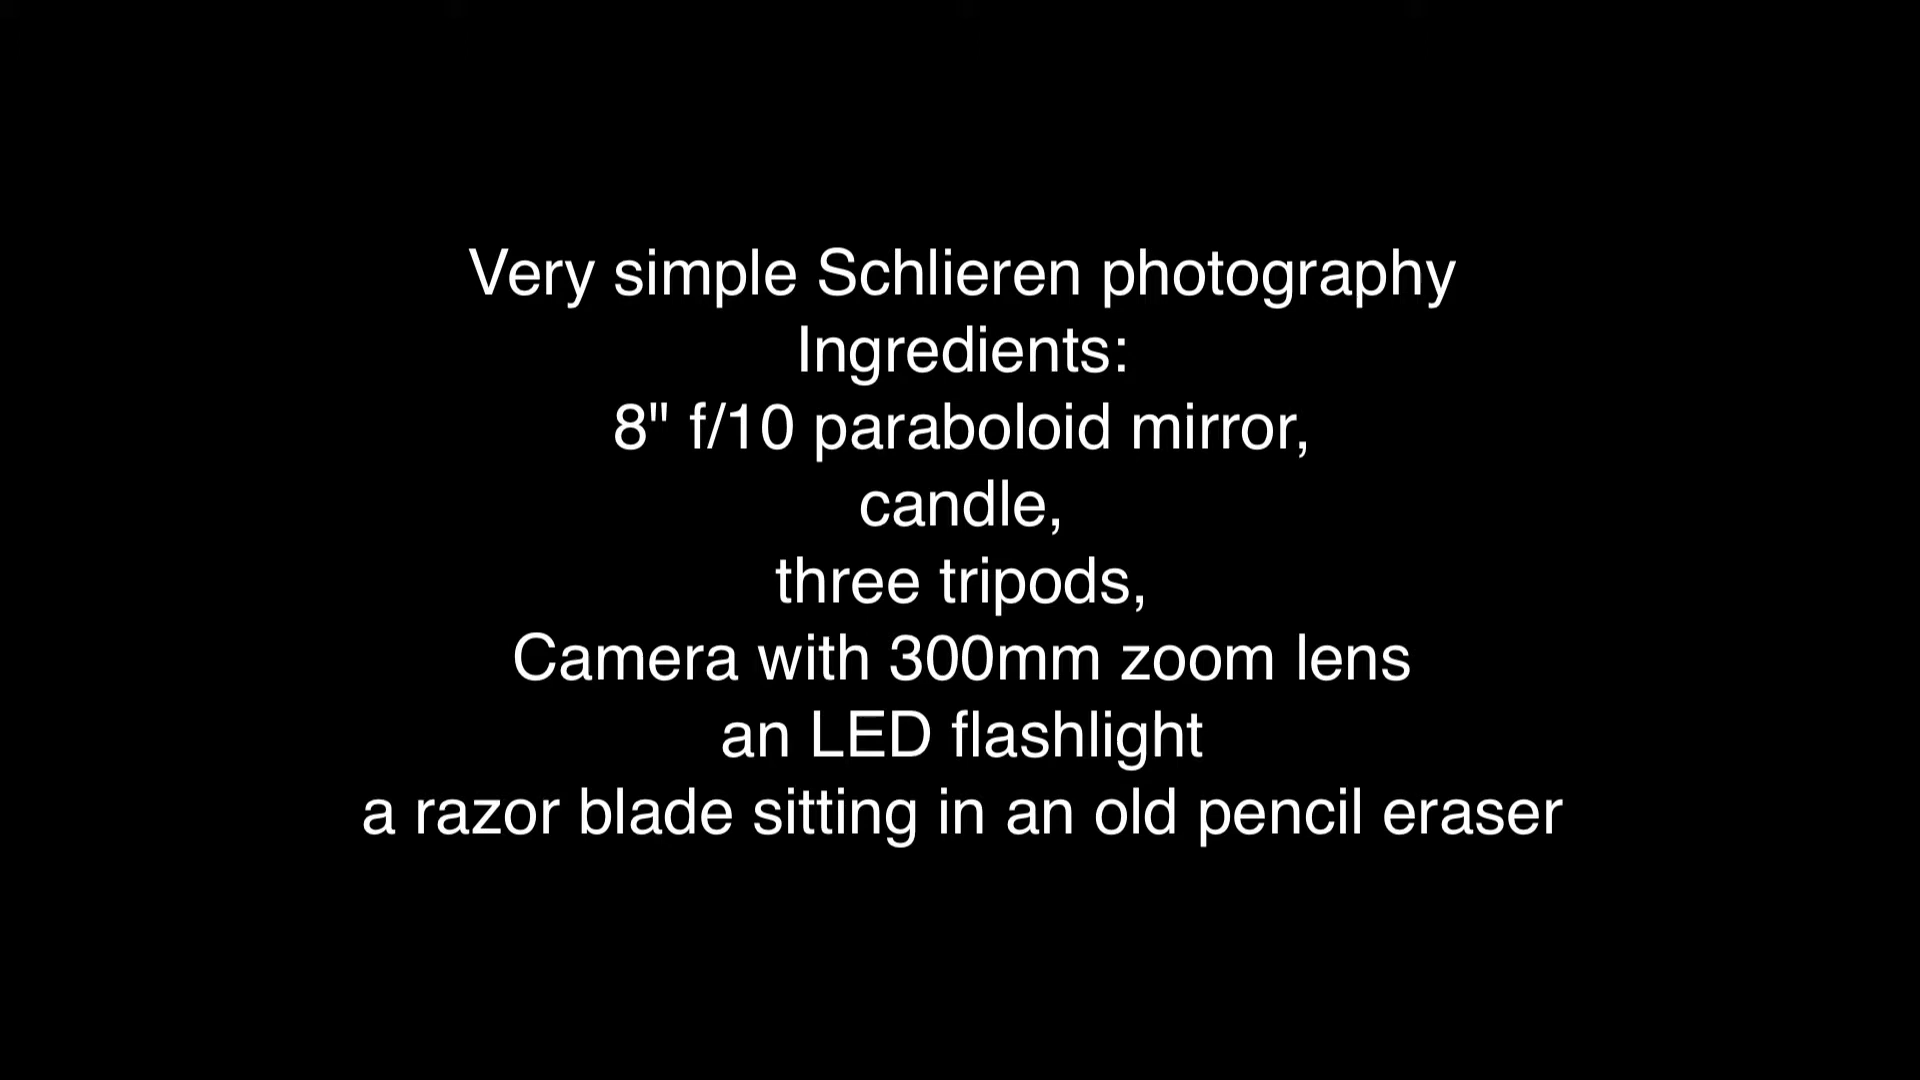 Very simple Schlieren photography
Ingredients:
8" f/10 paraboloid mirror,
candle,
three tripods,
Camera with 300mm zoom lens
an LED flashlight
a razor blade sitting in an old pencil eraser